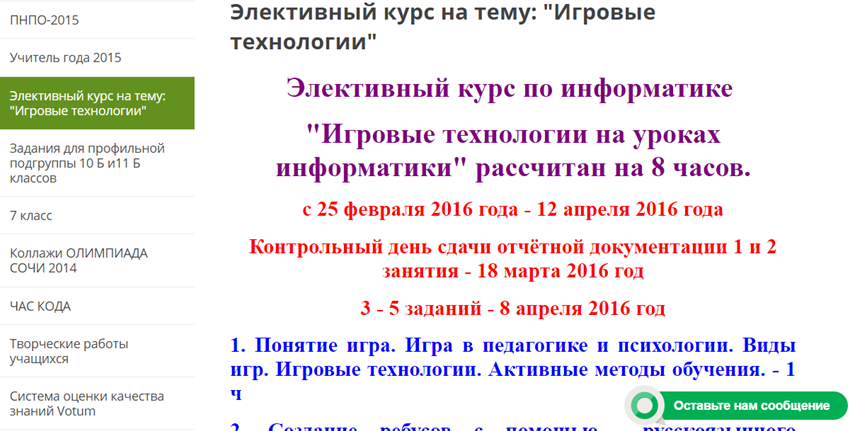 ПНПО-2015
Учитель года 2015
Элективный курс на тему:
"Игровые технологии"
Задания для профильной
подгруппы 10 Б и11 Б
классов
7 класс
Коллажи ОЛИМПИАДА
СОЧИ 2014
ЧАС КОДА
Творческие работы
учащихся
Система оценки качества
знаний Votum
Элективный курс на тему: "Игровые
технологии"
Элективный курс по информатике
"Игровые технологии на уроках
информатики" рассчитан на 8 часов.
с 25 февраля 2016 года - 12 апреля 2016 года
Контрольный день сдачи отчётной документации 1 и 2
занятия - 18 марта 2016 год
3 - 5 заданий - 8 апреля 2016 год
1. Понятие игра. Игра в педагогике и психологии. Виды
игр. Игровые технологии. Активные методы обучения. - 1
ч
2. Создание ребусов с помощью русскоязычного
Оставьте нам сообщение